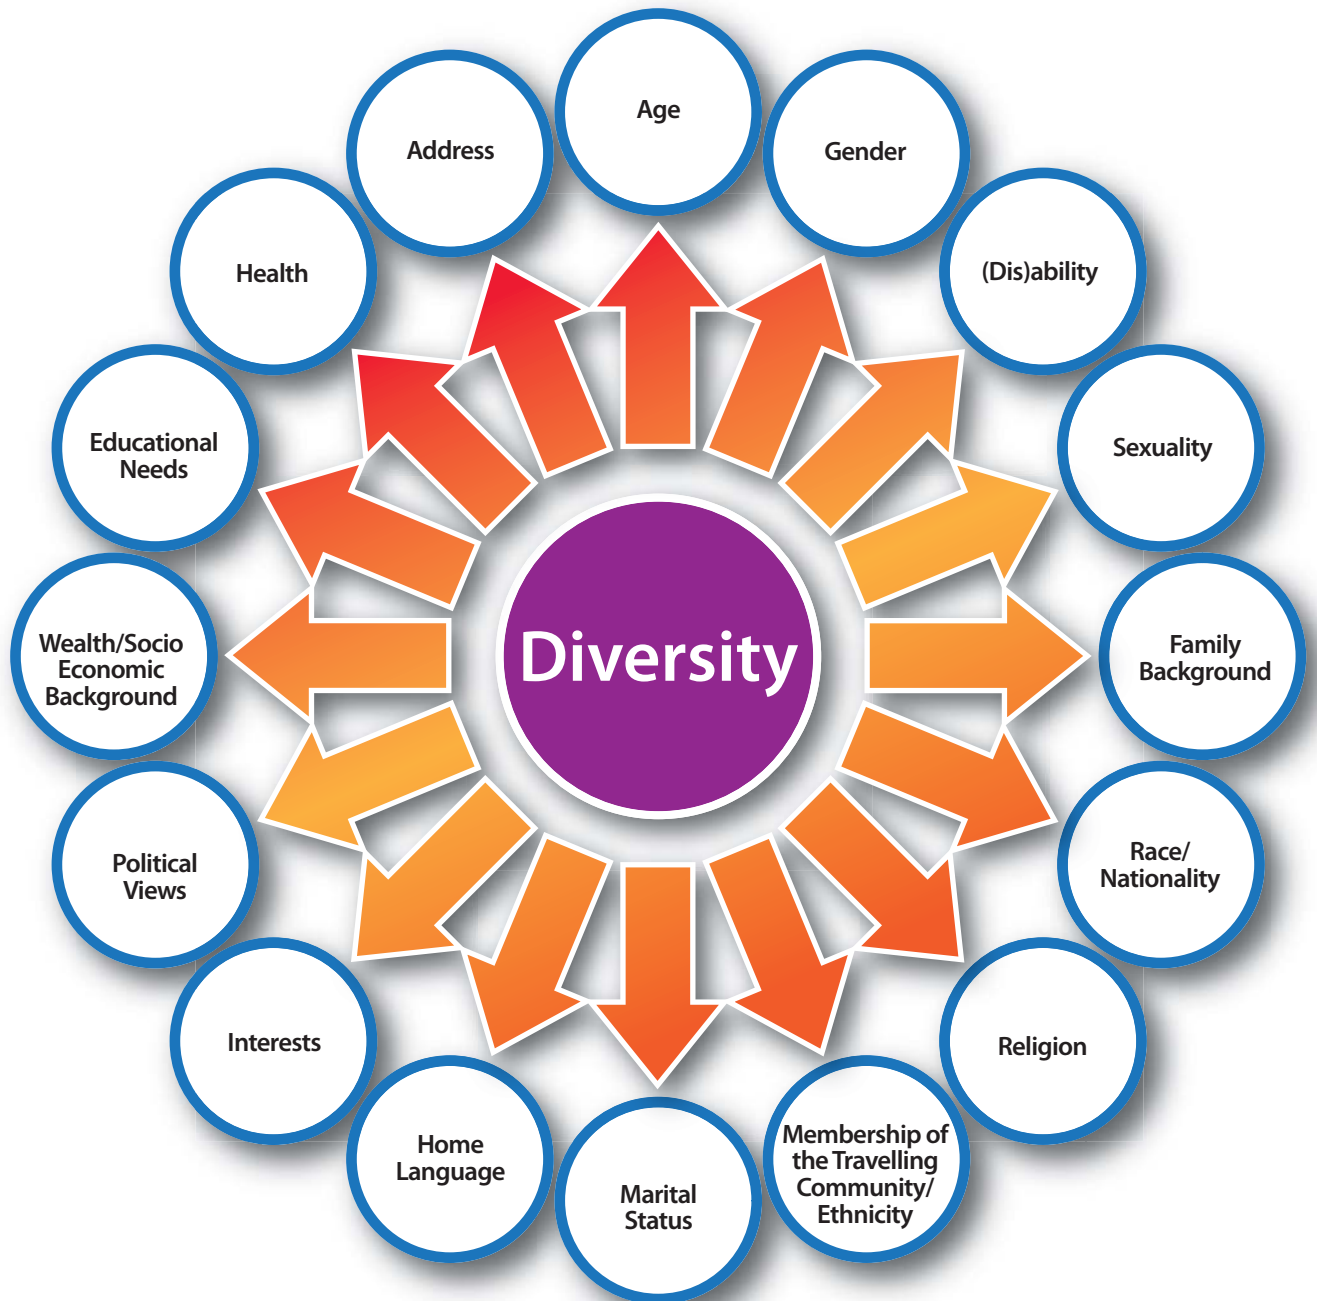 Age
Gender
(Dis)ability
Sexuality
Family
Background
Race/
Nationality
Religion
Membership of
the Travelling
Community/
Ethnicity
Marital
Status
Home
Language
Interests
Political
Views
Wealth/Socio
Economic
Background
Educational
Needs
Health
Address
Diversity